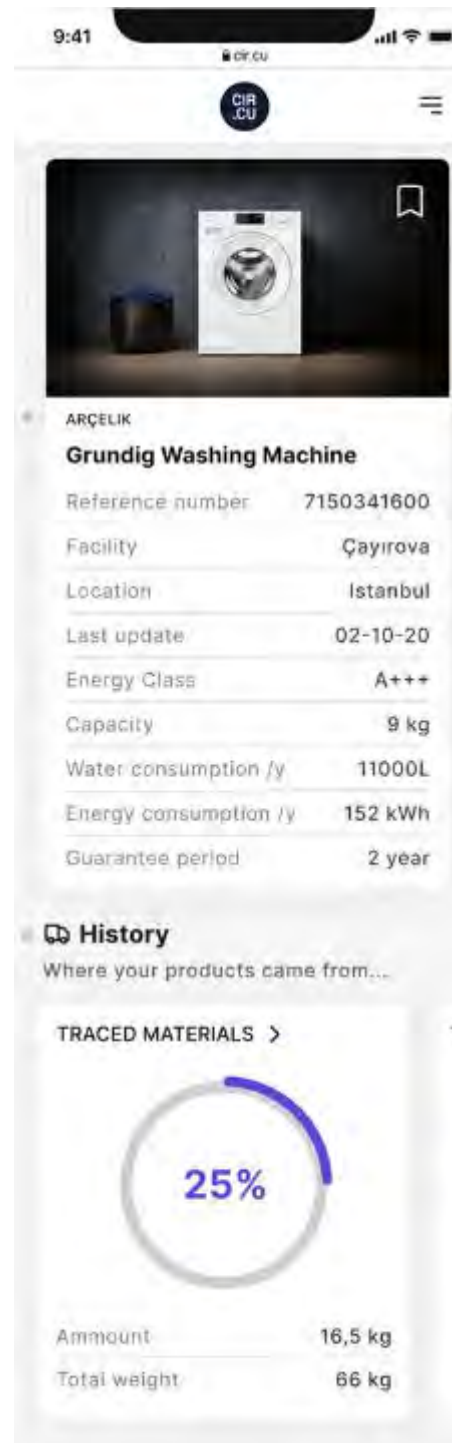 9:41
cir.cu
CIR
.CU
ARÇELIK
Grundig Washing Machine
Reference number 7150341600
Facility Çayırova
Location Istanbul
Last update 02-10-20
Energy Class A+++
Capacity 9 kg
Water consumption /y 11000L
Energy consumption /y 152 kWh
Guarantee period 2 year
History
Where your products came from...
TRACED MATERIALS >
25%
Ammount 16,5 kg
Total weight 66 kg